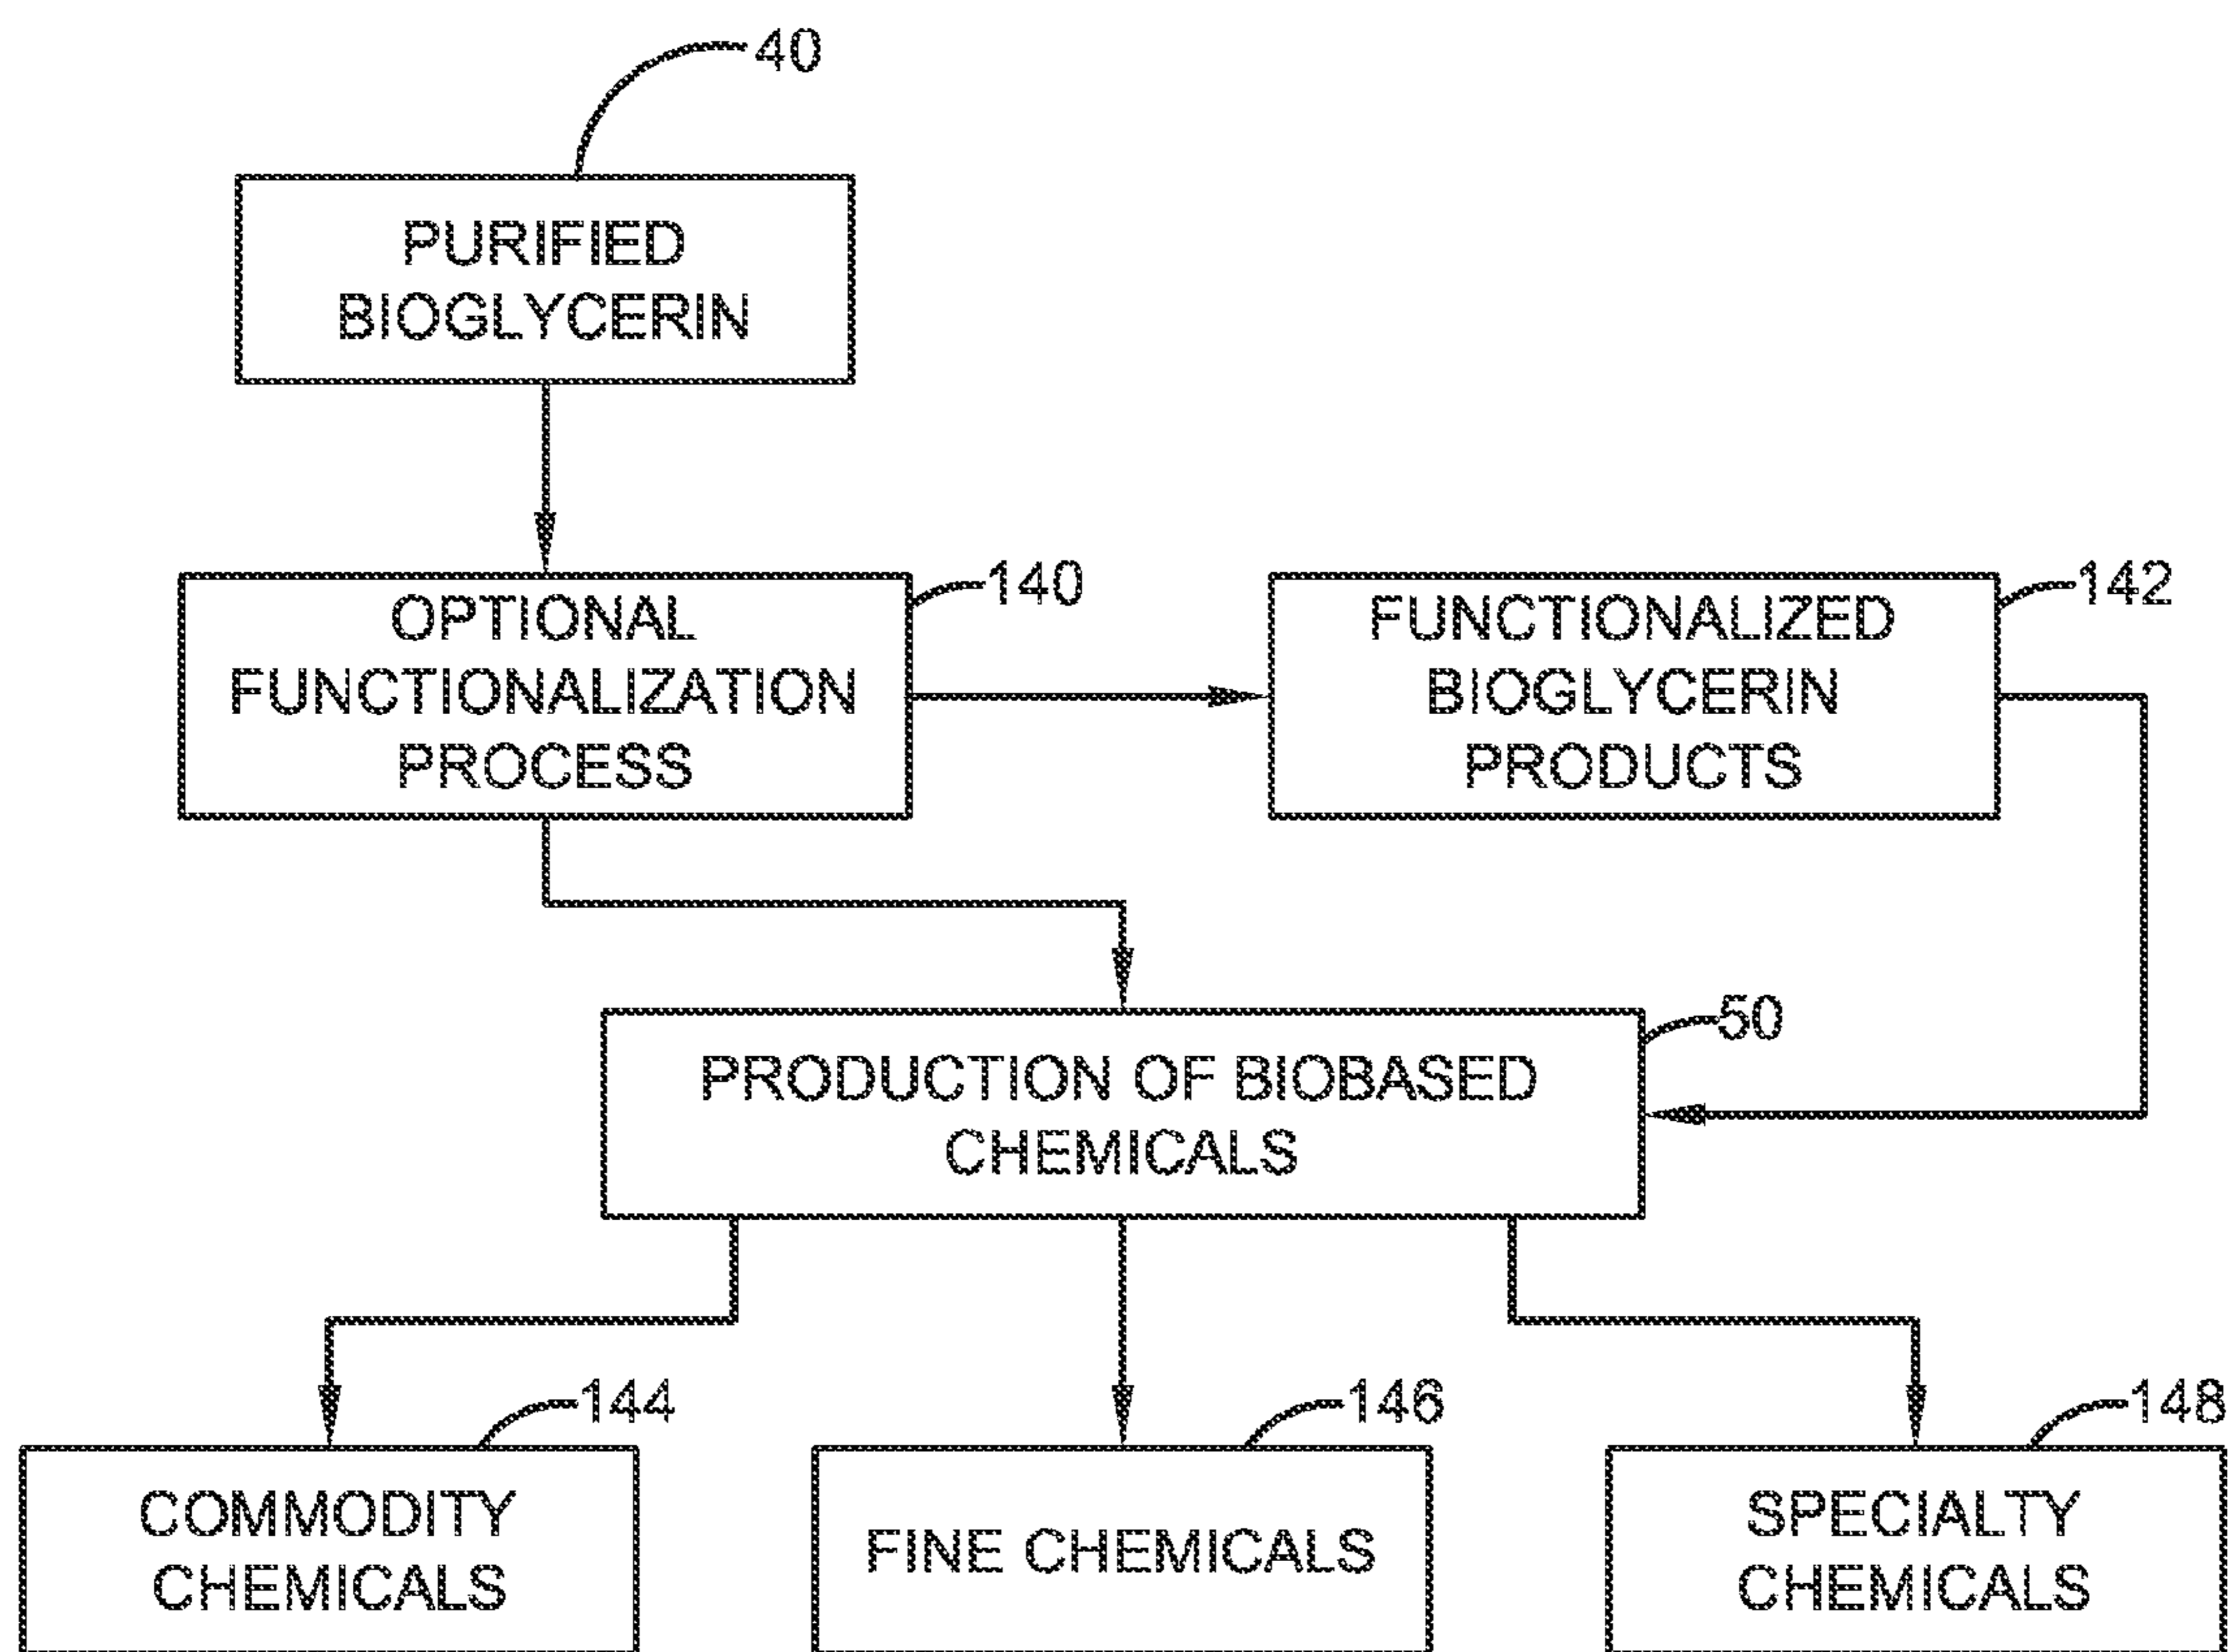 40
PURIFIED
BIOGLYCERIN
140
OPTIONAL
FUNCTIONALIZATION
PROCESS
142
FUNCTIONALIZED
BIOGLYCERIN
PRODUCTS
50
PRODUCTION OF BIOBASED
CHEMICALS
144
COMMODITY
CHEMICALS
146
FINE CHEMICALS
148
SPECIALTY
CHEMICALS